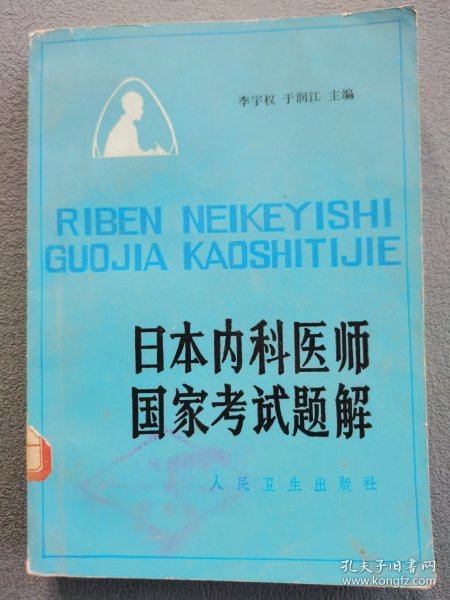 李宇权 于润江 主编
RIBEN NEIKEYISHI
GUOJIA KAOSHITIJIE
日本内科医师
国家考试题解
人民卫生出版社
孔夫子旧书网
www.kongfz.com